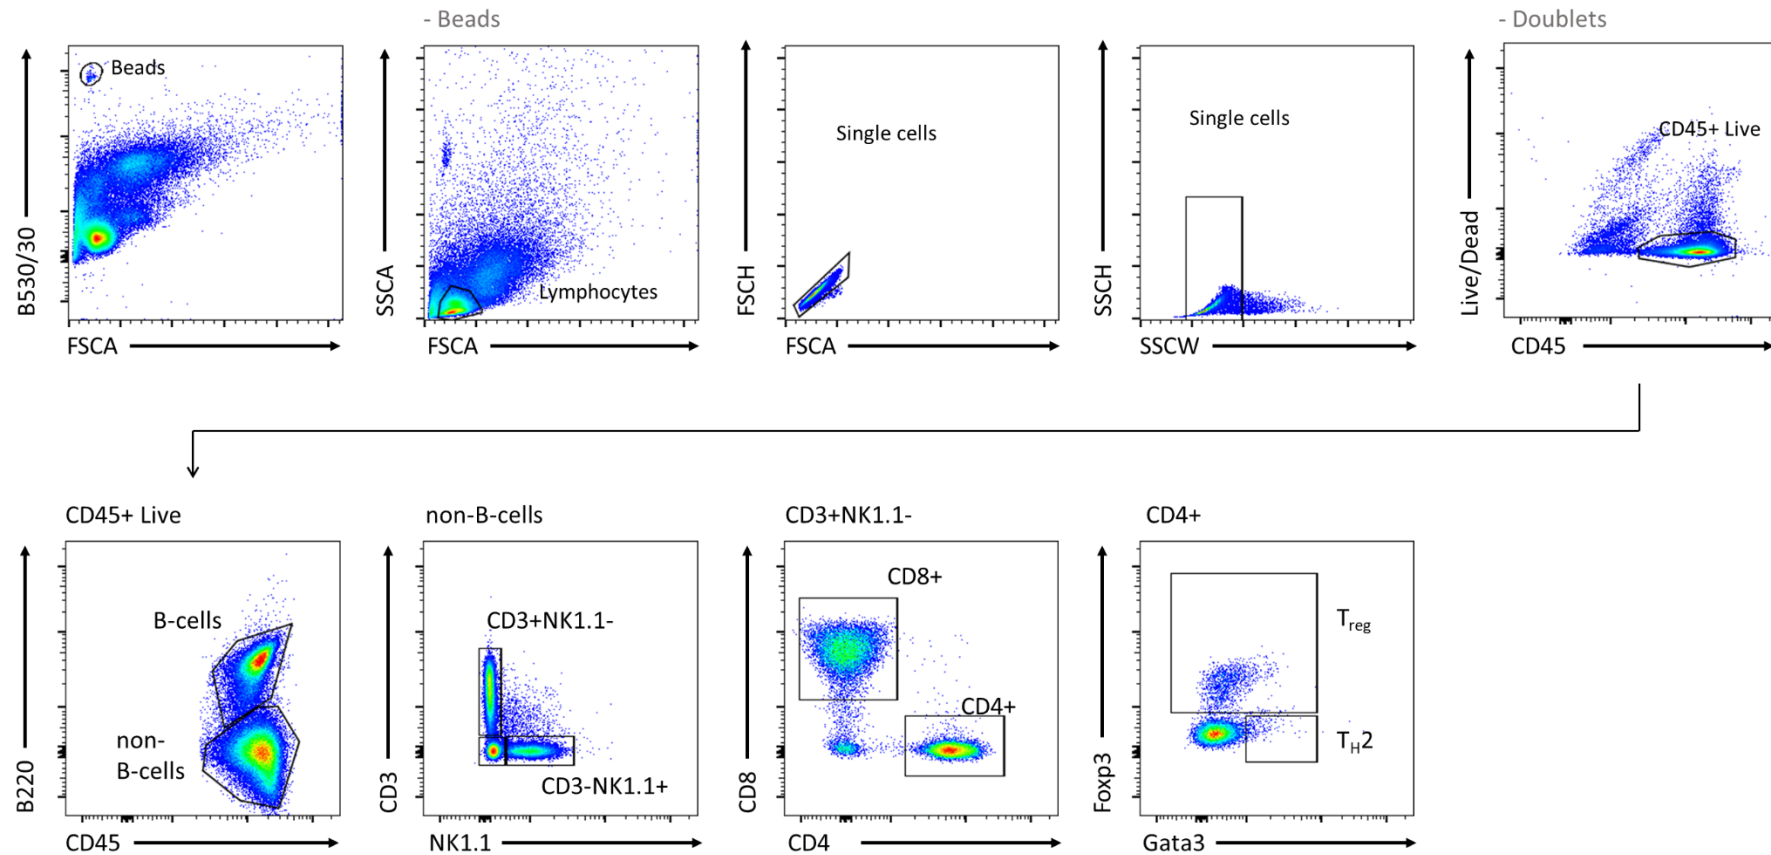 - Beads
- Doublets
B530/30
Beads
FSCA
SSCA
Lymphocytes
FSCA
FSCH
Single cells
FSCA
SSCH
Single cells
SSCW
Live/Dead
CD45+ Live
CD45
CD45+ Live
B220
B-cells
non-
B-cells
CD45
non-B-cells
CD3
CD3+NK1.1-
CD3-NK1.1+
NK1.1
CD3+NK1.1-
CD8
CD8+
CD4+
CD4
CD4+
Foxp3
Treg
TH2
Gata3